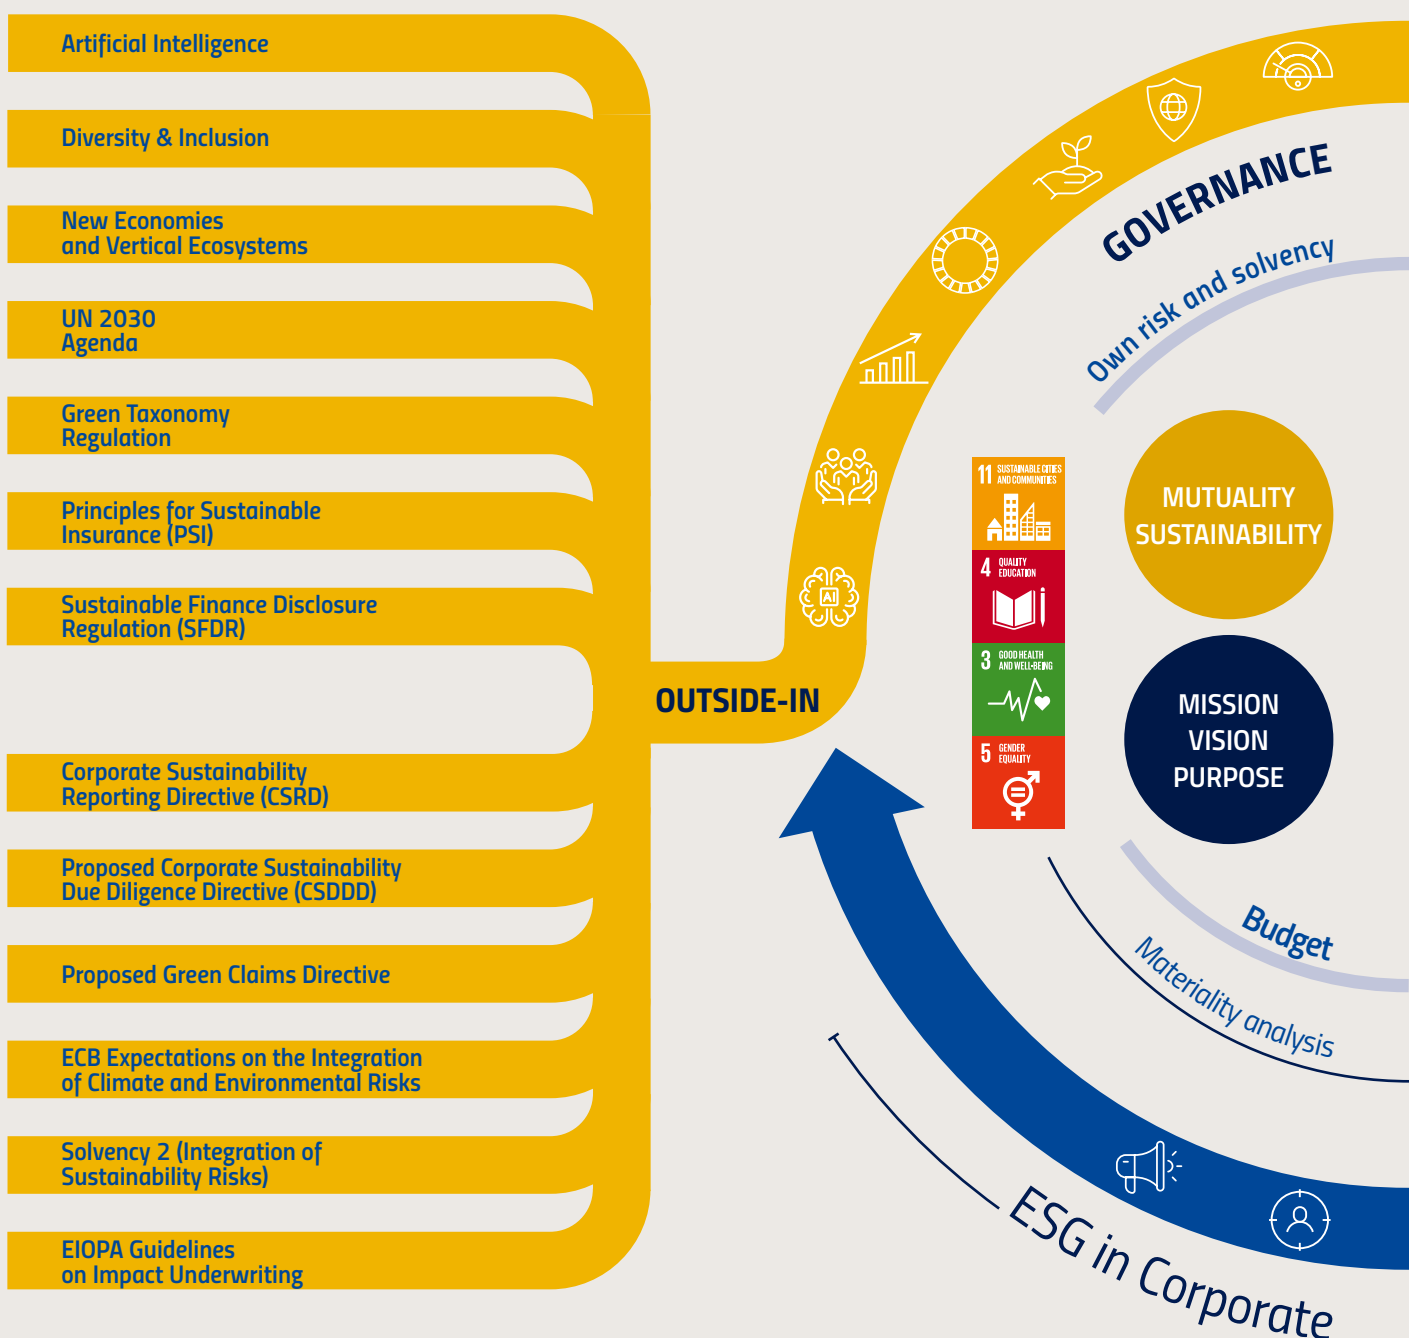 Artificial Intelligence
Diversity & Inclusion
New Economies
and Vertical Ecosystems
UN 2030
Agenda
Green Taxonomy
Regulation
Principles for Sustainable
Insurance (PSI)
Sustainable Finance Disclosure
Regulation (SFDR)
Corporate Sustainability
Reporting Directive (CSRD)
Proposed Corporate Sustainability
Due Diligence Directive (CSDDD)
Proposed Green Claims Directive
ECB Expectations on the Integration
of Climate and Environmental Risks
Solvency 2 (Integration of
Sustainability Risks)
EIOPA Guidelines
on Impact Underwriting
OUTSIDE-IN
AI
GOVERNANCE
Own risk and solvency
11 SUSTAINABLE CITIES
AND COMMUNITIES
4 QUALITY
EDUCATION
3 GOOD HEALTH
AND WELL-BEING
5 GENDER
EQUALITY
MUTUALITY
SUSTAINABILITY
MISSION
VISION
PURPOSE
Budget
Materiality analysis
ESG in Corporate